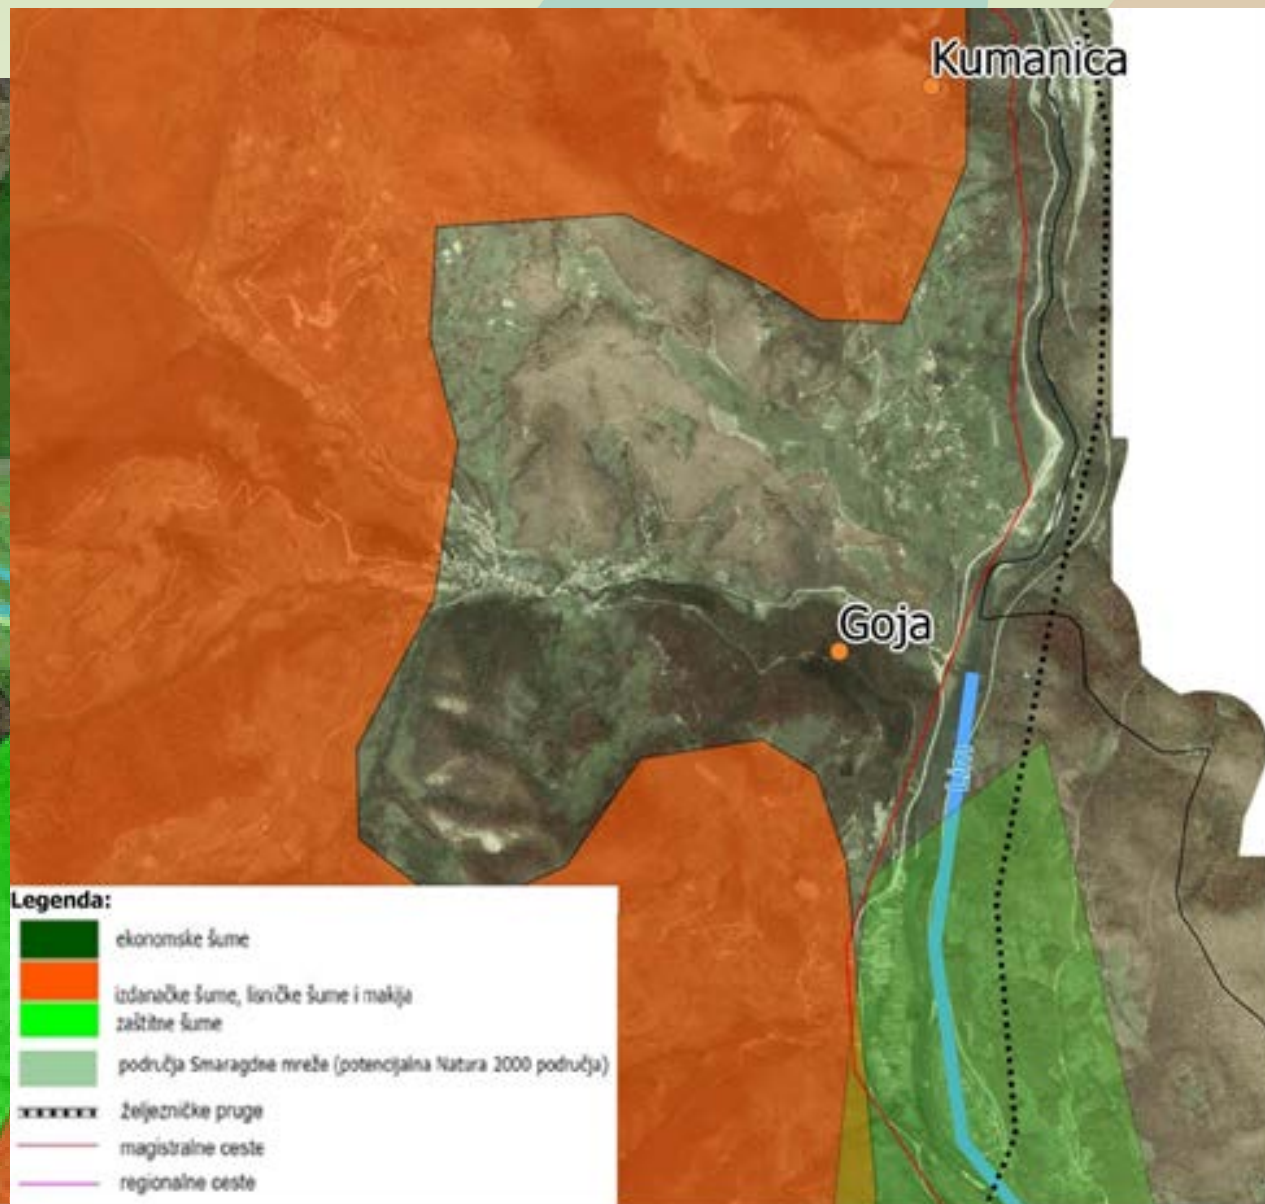 Kumanica
Goja
Lim
Legenda:
ekonomske šume
izdanačke šume, lisničke šume i makija
zaštitne šume
područja Smaragdne mreže (potencijalna Natura 2000 područja)
željezničke pruge
magistralne ceste
regionalne ceste